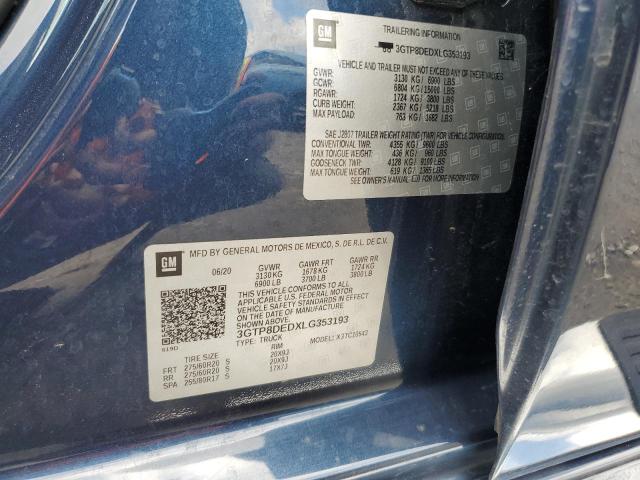 GM
TRAILERING INFORMATION
3GTP8DEDXLG353193
VEHICLE AND TRAILER MUST NOT EXCEED ANY OF THESE VALUES
GVWR: 3130 KG / 6900 LBS
GCWR: 6804 KG / 15000 LBS
RGAWR: 1724 KG / 3800 LBS
CURB WEIGHT: 2367 KG / 5218 LBS
MAX PAYLOAD: 763 KG / 1682 LBS
SAE J2807 TRAILER WEIGHT RATING (TWR) FOR VEHICLE CONFIGURATION:
CONVENTIONAL TWR: 4355 KG / 9600 LBS
MAX TONGUE WEIGHT: 436 KG / 960 LBS
GOOSENECK TWR: 4128 KG / 9100 LBS
MAX TONGUE WEIGHT: 619 KG / 1365 LBS
SEE OWNER'S MANUAL FOR MORE INFORMATION
GM
MFD BY GENERAL MOTORS DE MEXICO, S. DE R.L. DE C.V.
06/20 GVWR GAWR FRT GAWR RR
3130 KG 1678 KG 1724 KG
6900 LB 3700 LB 3800 LB
THIS VEHICLE CONFORMS TO ALL
APPLICABLE U.S. FEDERAL MOTOR
VEHICLE SAFETY AND THEFT
PREVENTION STANDARDS IN EFFECT ON
THE DATE OF MANUFACTURE SHOWN ABOVE.
3GTP8DEDXLG353193
619D TYPE: TRUCK X3TC10543
TIRE SIZE RIM
FRT 275/60R20 S 20X9J
RR 275/60R20 S 20X9J
SPA 255/80R17 S 17X7J